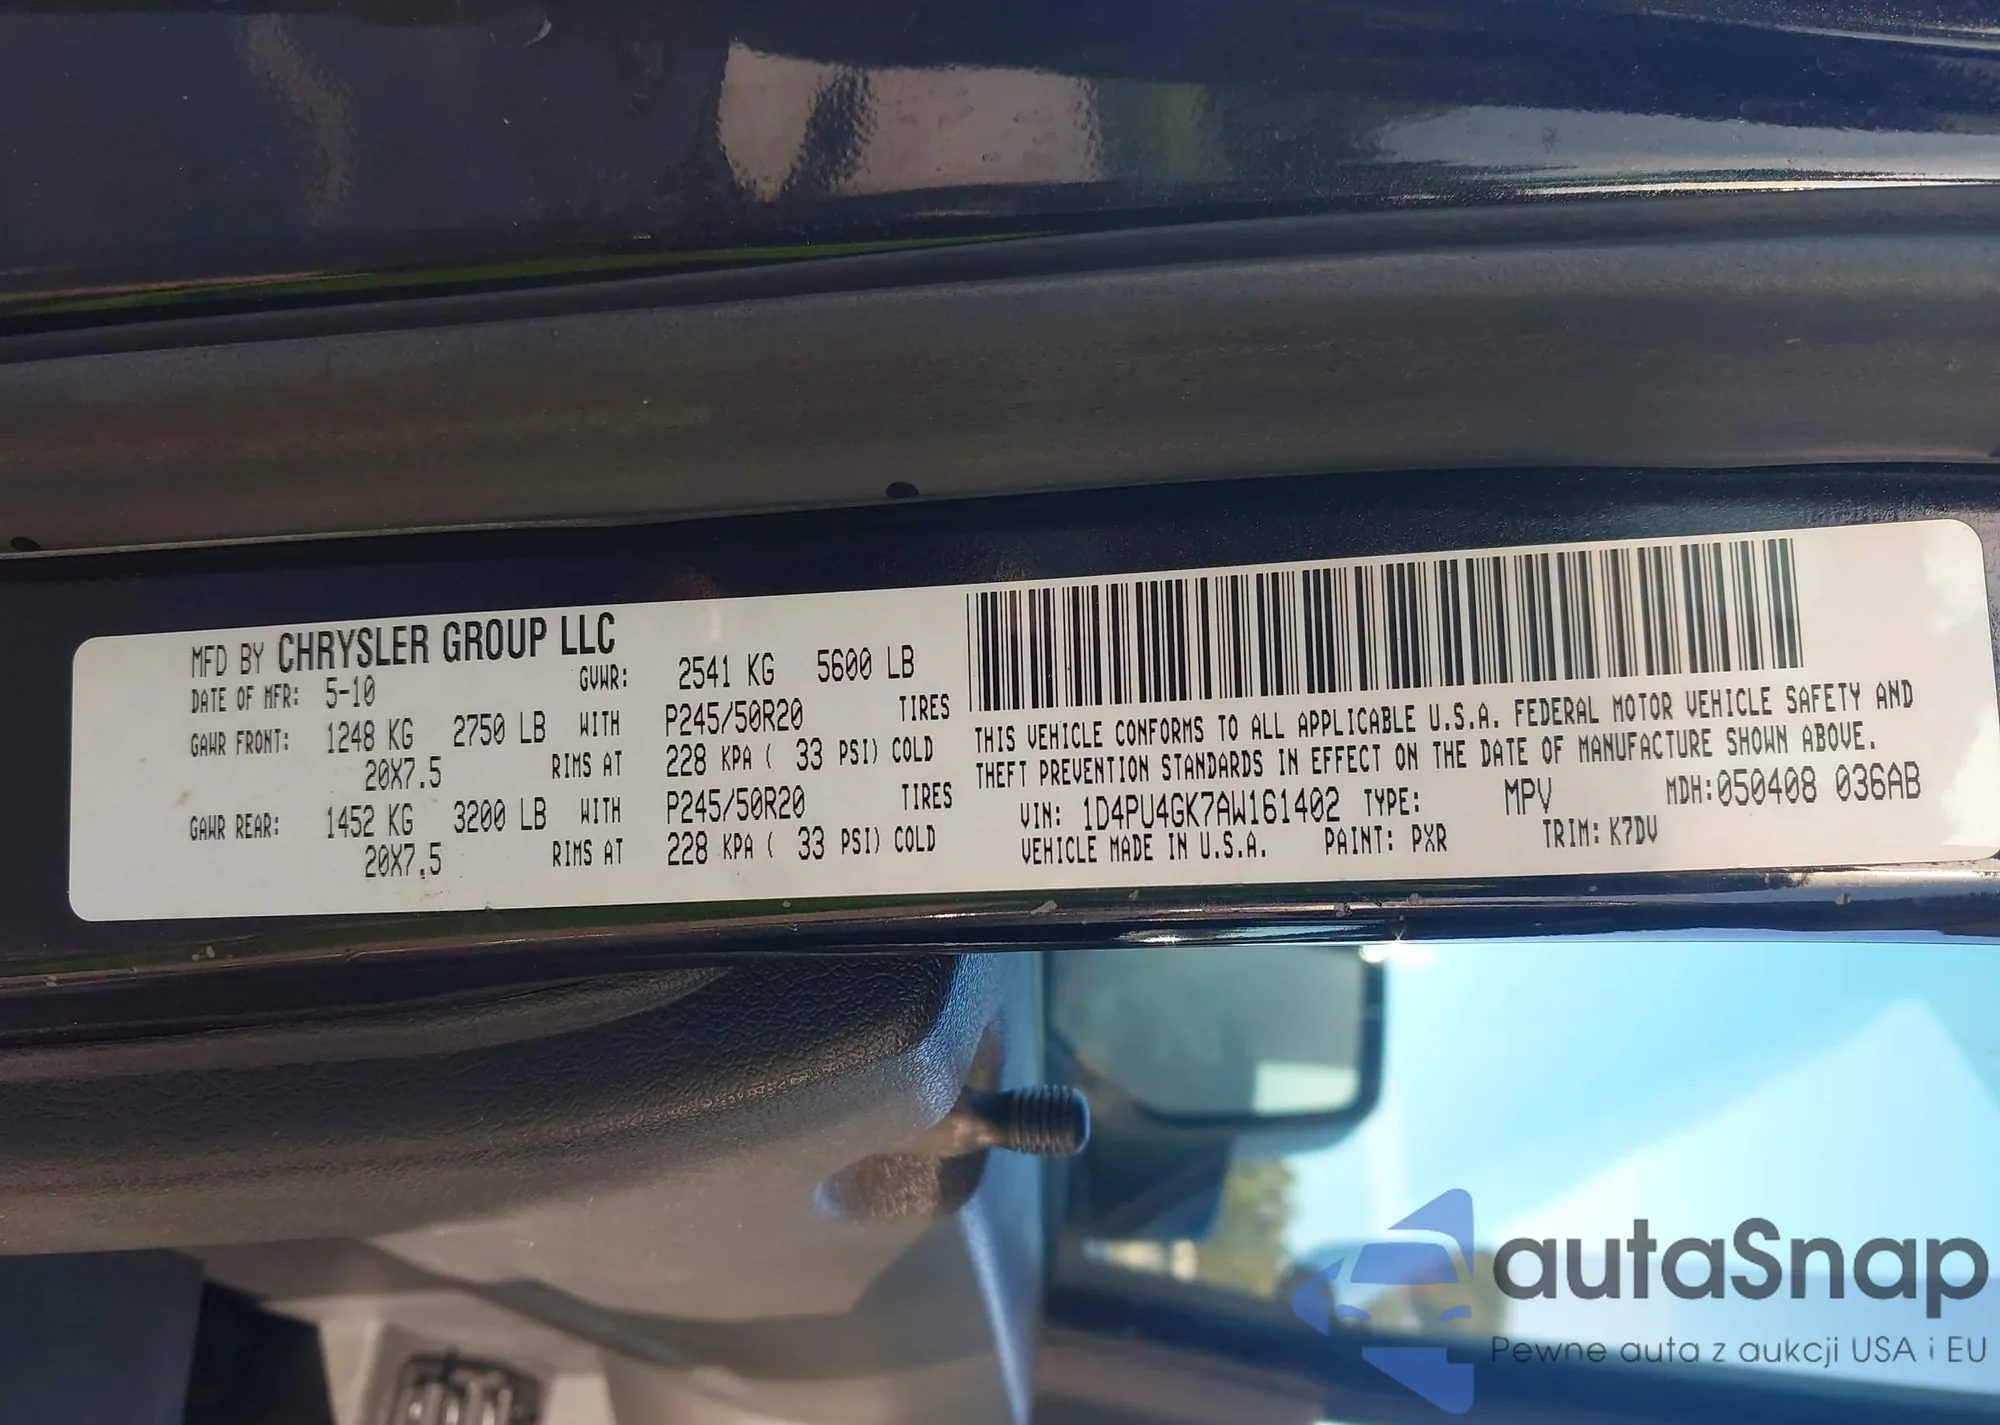 MFD BY CHRYSLER GROUP LLC
DATE OF MFR: 5-10 GVWR: 2541 KG 5600 LB
GAWR FRONT: 1248 KG 2750 LB WITH P245/50R20 TIRES
20X7.5 RIMS AT 228 KPA ( 33 PSI) COLD
GAWR REAR: 1452 KG 3200 LB WITH P245/50R20 TIRES
20X7.5 RIMS AT 228 KPA ( 33 PSI) COLD
THIS VEHICLE CONFORMS TO ALL APPLICABLE U.S.A. FEDERAL MOTOR VEHICLE SAFETY AND
THEFT PREVENTION STANDARDS IN EFFECT ON THE DATE OF MANUFACTURE SHOWN ABOVE.
VIN: 1D4PU4GK7AW161402 TYPE: MPV MDH:050408 036AB
VEHICLE MADE IN U.S.A. PAINT: PXR TRIM: K7DV
autaSnap
Pewne auta z aukcji USA i EU